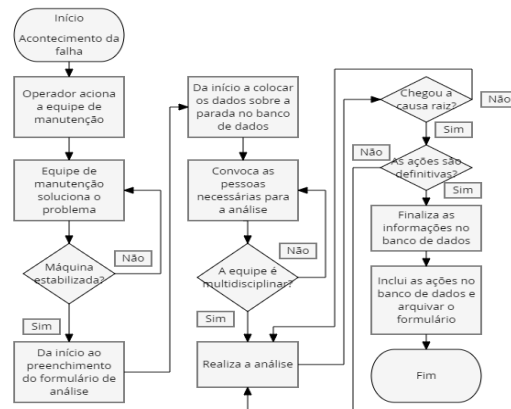 Início
Acontecimento da
falha
Operador aciona
a equipe de
manutenção
Equipe de
manutenção
soluciona o
problema
Não
Máquina
estabilizada?
Sim
Da início ao
preenchimento
do formulário de
análise
Da início a colocar
os dados sobre a
parada no banco
de dados
Convoca as
pessoas
necessárias para
a análise
Não
A equipe é
multidisciplinar?
Sim
Realiza a análise
Chegou a
causa raiz?
Não
Sim
Não
As ações são
definitivas?
Sim
Finaliza as
informações no
banco de dados
Inclui as ações no
banco de dados e
arquivar o
formulário
Fim